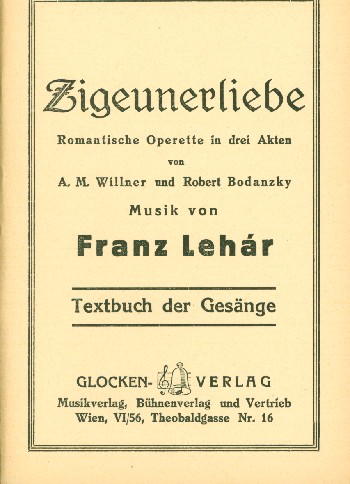 Zigeunerliebe
Romantische Operette in drei Akten
von
A. M. Willner und Robert Bodanzky
Musik von
Franz Lehár
Textbuch der Gesänge
GLOCKEN- VERLAG
Musikverlag, Bühnenverlag und Vertrieb
Wien, VI/56, Theobaldgasse Nr. 16